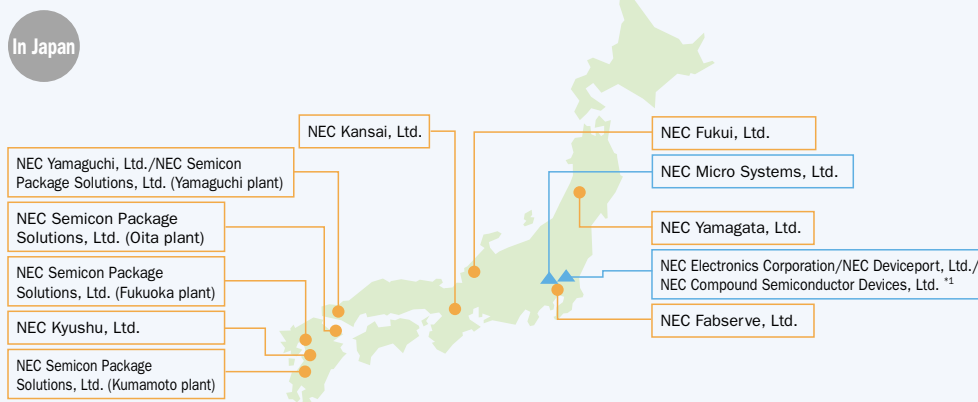 In Japan
NEC Kansai, Ltd.
NEC Yamaguchi, Ltd./NEC Semicon
Package Solutions, Ltd. (Yamaguchi plant)
NEC Semicon Package
Solutions, Ltd. (Oita plant)
NEC Semicon Package
Solutions, Ltd. (Fukuoka plant)
NEC Kyushu, Ltd.
NEC Semicon Package
Solutions, Ltd. (Kumamoto plant)
NEC Fukui, Ltd.
NEC Micro Systems, Ltd.
NEC Yamagata, Ltd.
NEC Electronics Corporation/NEC Deviceport, Ltd./
NEC Compound Semiconductor Devices, Ltd. *1
NEC Fabserve, Ltd.